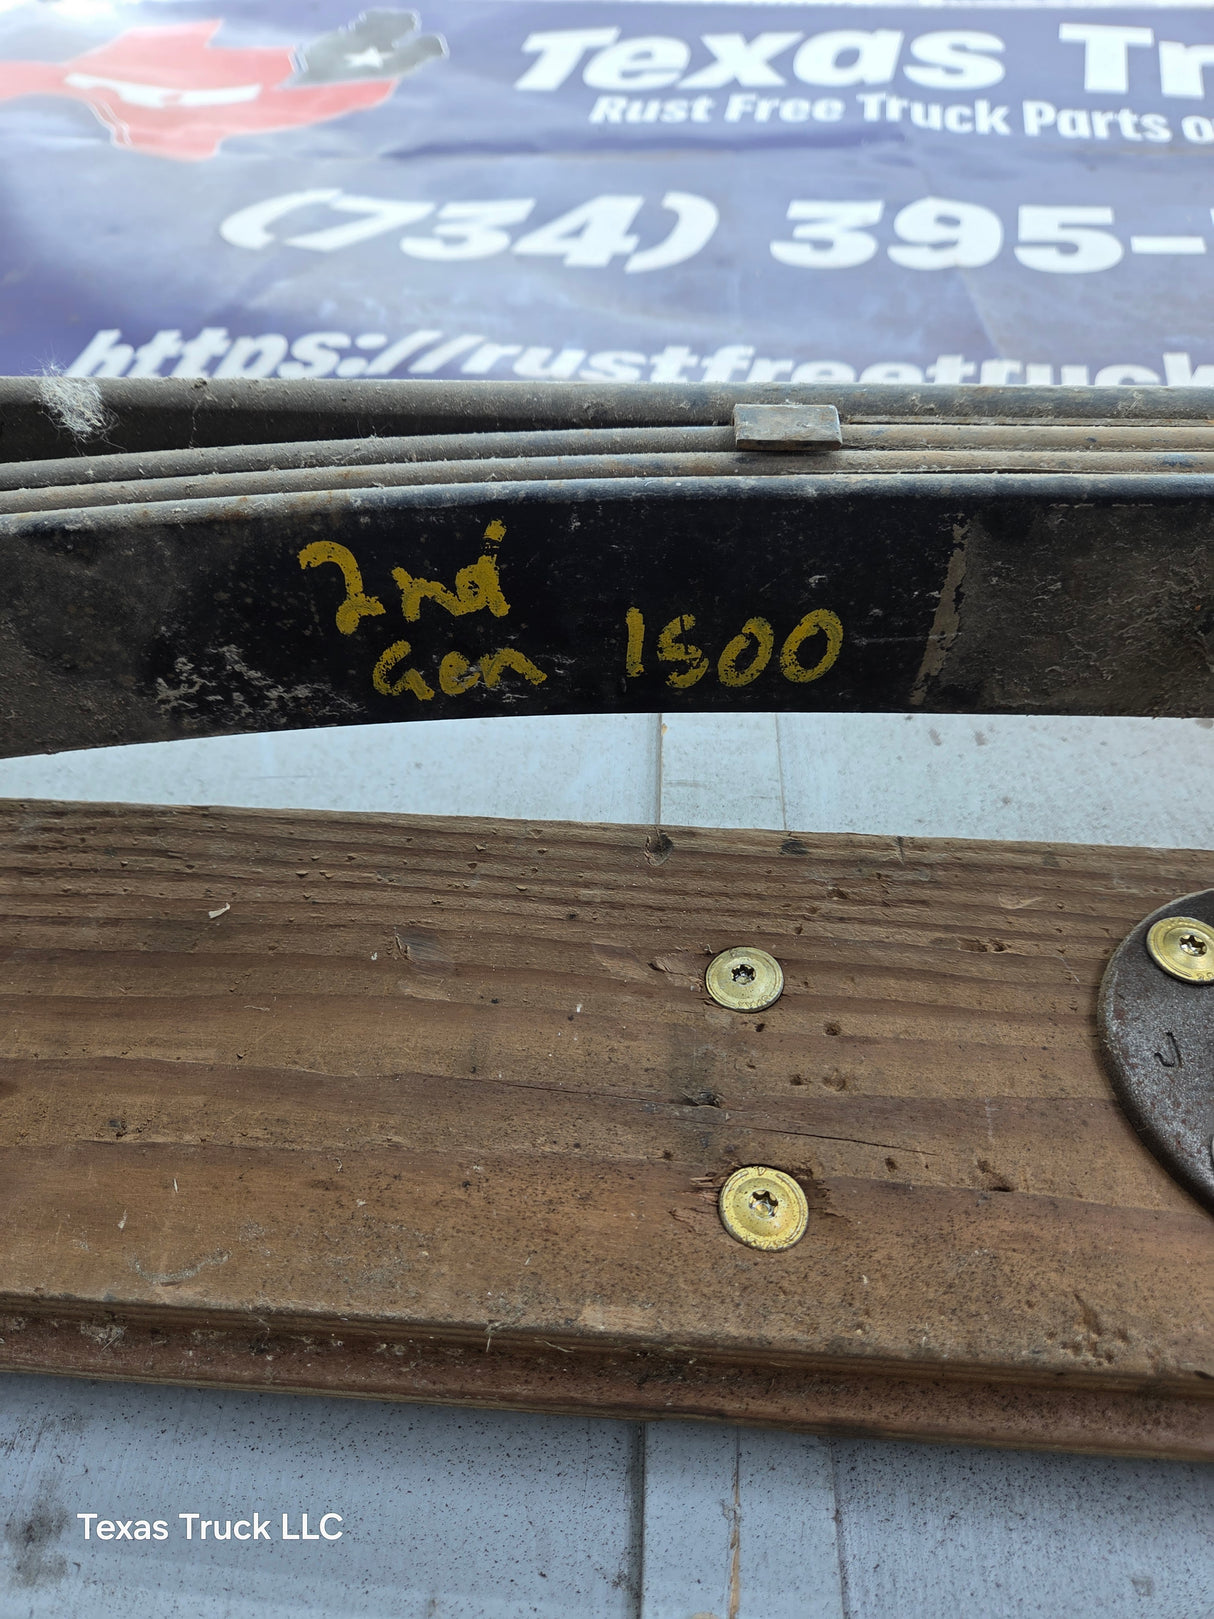 Texas Tr
Rust Free Truck Parts o
(734) 395-
https://rustfreetruck
2nd
Gen 1500
J
Texas Truck LLC